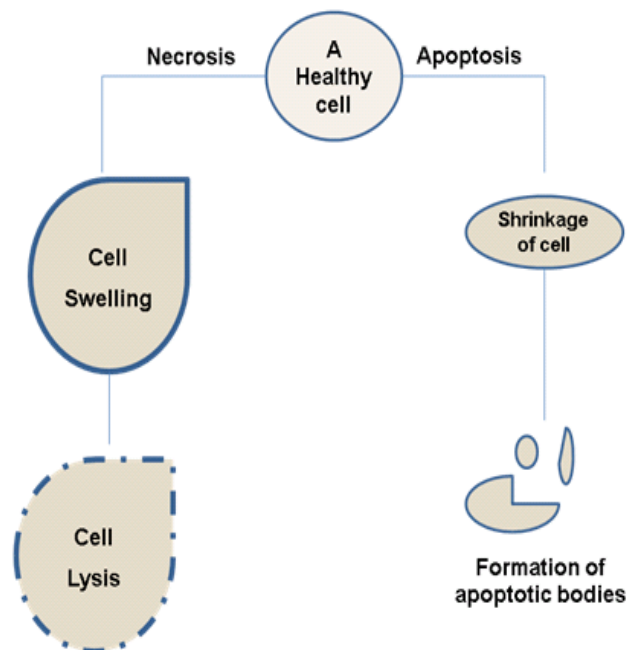 Necrosis
A
Healthy
cell
Apoptosis
Cell
Swelling
Shrinkage
of cell
Cell
Lysis
Formation of
apoptotic bodies